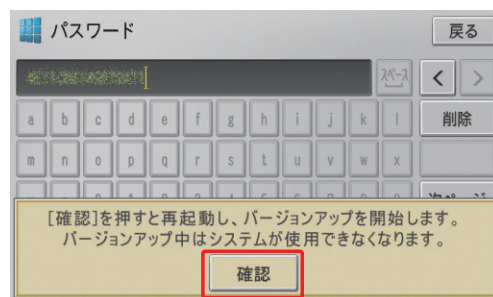 パスワード
戻る
スペース
a b c d e f g h i j k l
削除
m n o p q r s t u v w x
[確認]を押すと再起動し、バージョンアップを開始します。
バージョンアップ中はシステムが使用できなくなります。
確認